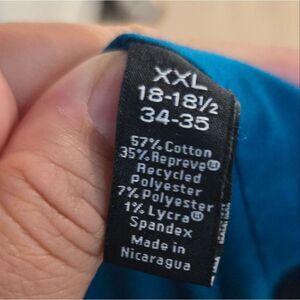 XXL
18-18½
34-35
57% Cotton
35% Repreve®
Recycled
polyester
7% Polyester
1% Lycra®
Spandex
Made in
Nicaragua